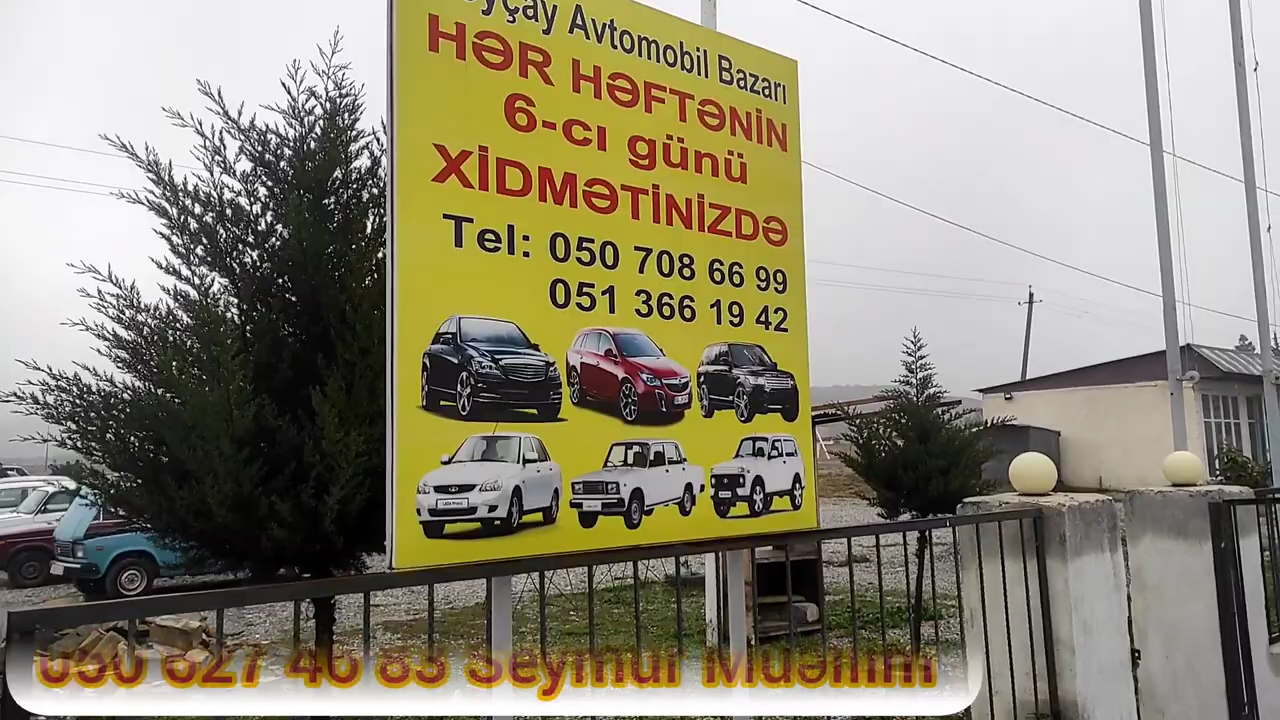 Avtomobil Bazarı
HƏR HƏFTƏNİN
6-cı günü
XİDMƏTİNİZDƏ
Tel: 050 708 66 99
051 366 19 42
050 627 46 83 Seymur Müəllim